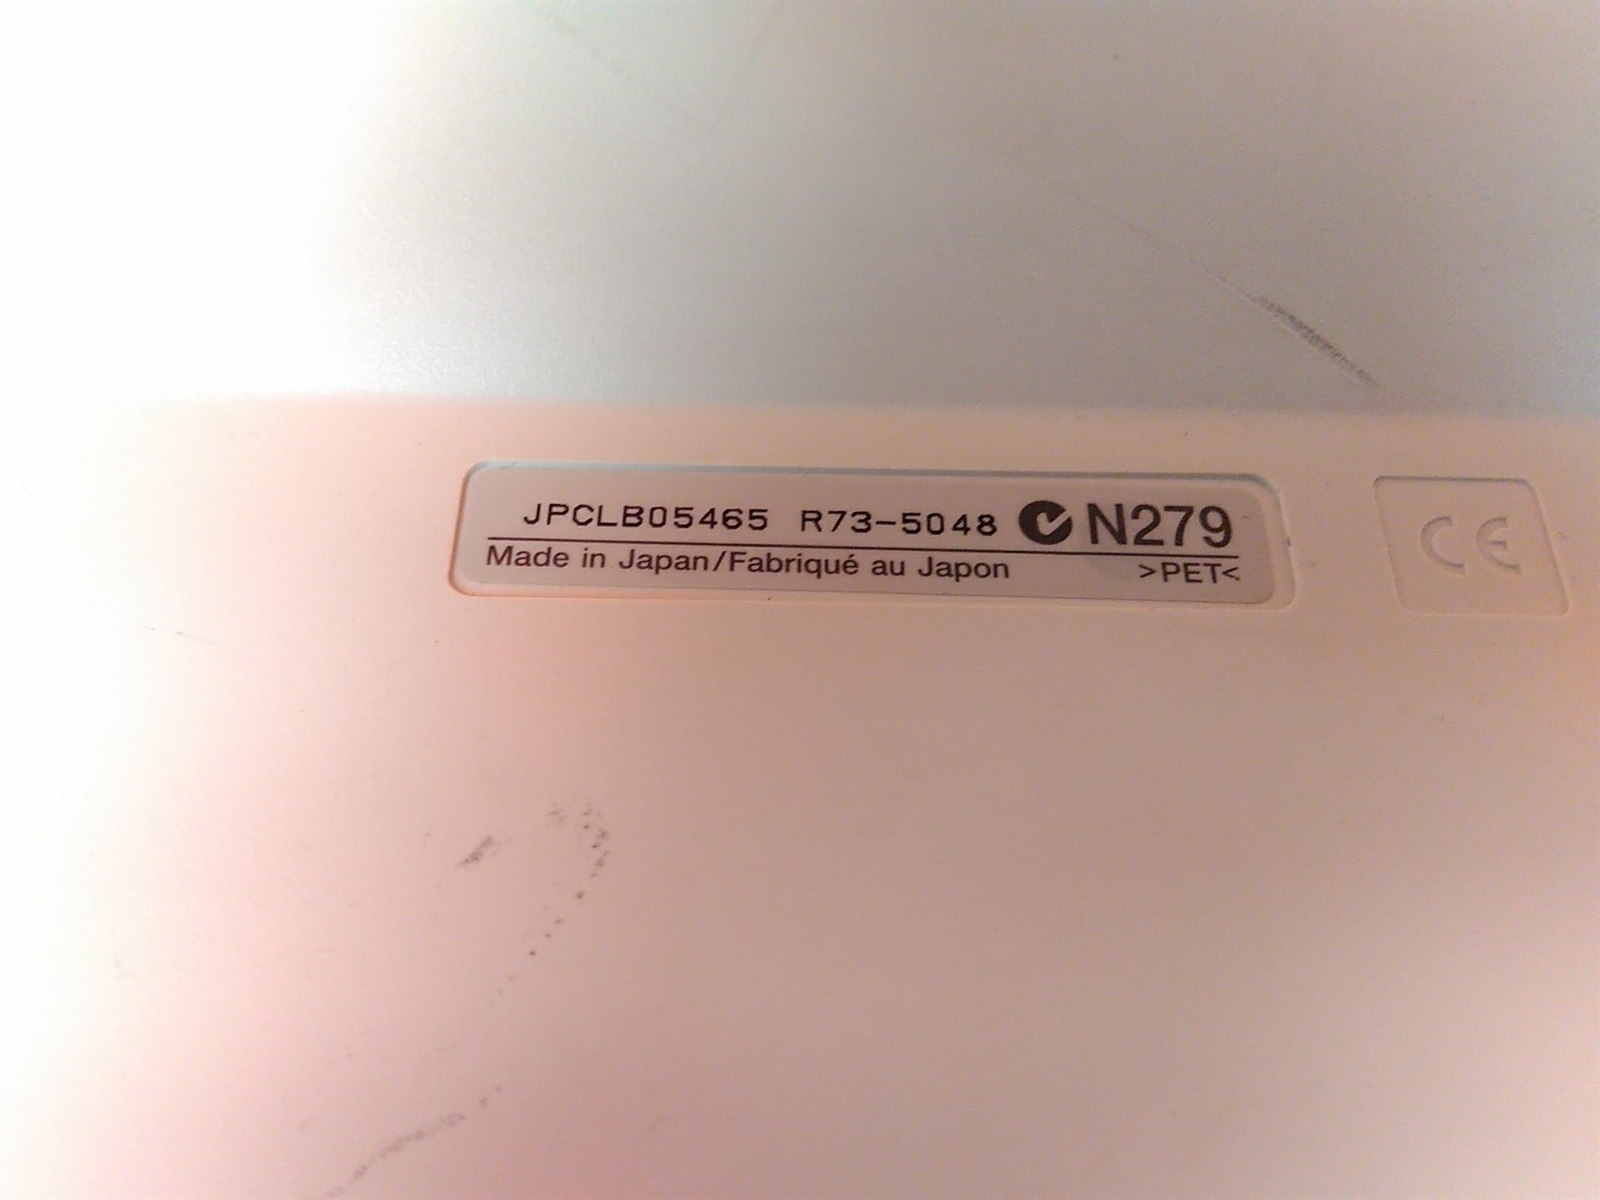 JPCLB05465 R73-5048 N279
Made in Japan/Fabriqué au Japon >PET<
CE